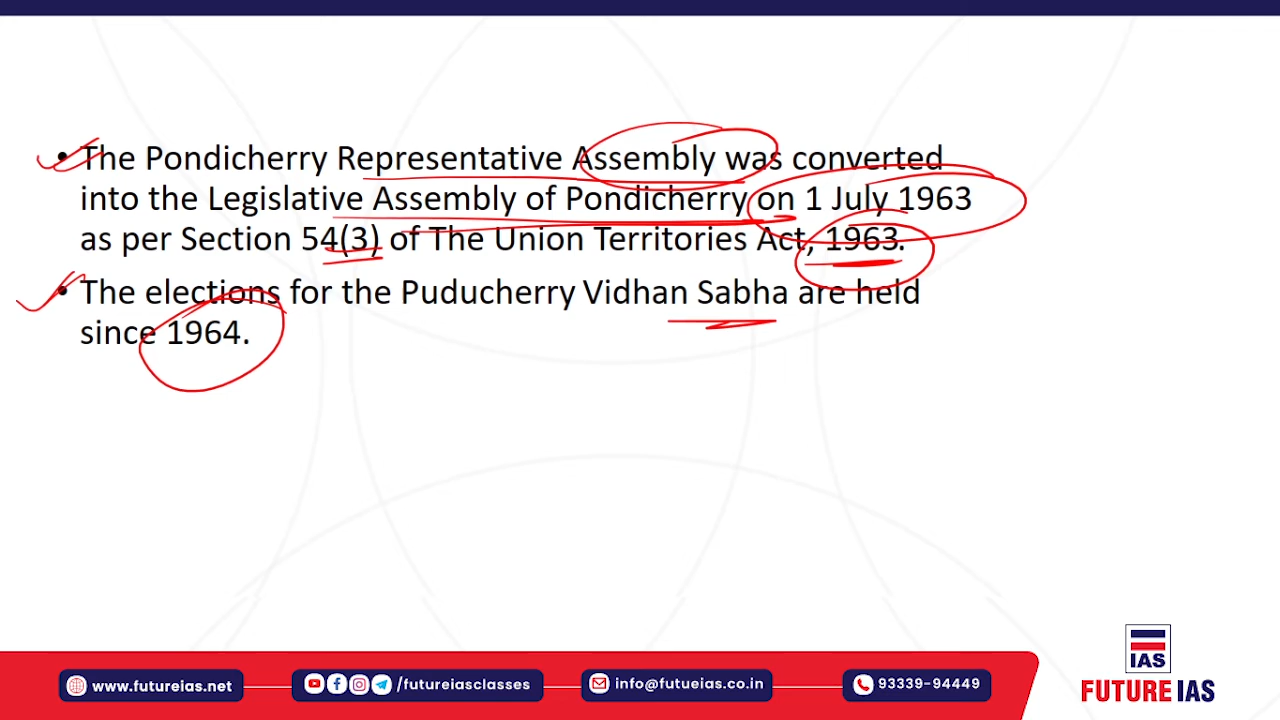 • The Pondicherry Representative Assembly was converted
into the Legislative Assembly of Pondicherry on 1 July 1963
as per Section 54(3) of The Union Territories Act, 1963.
• The elections for the Puducherry Vidhan Sabha are held
since 1964.
IAS
FUTURE IAS
www.futureias.net
/futureiasclasses
info@futueias.co.in
93339-94449